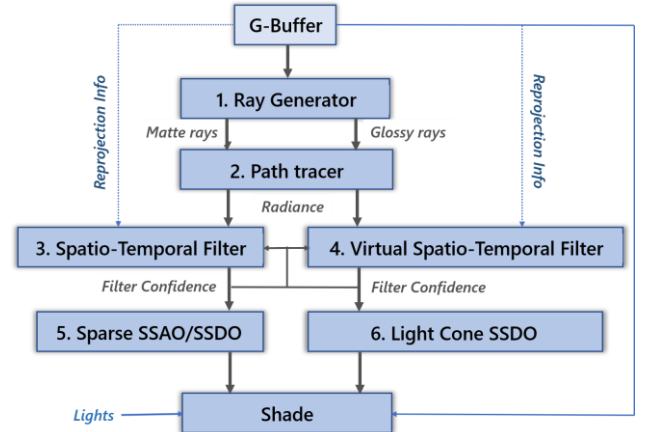 G-Buffer
Reprojection Info
Reprojection Info
1. Ray Generator
Matte rays
Glossy rays
2. Path tracer
Radiance
3. Spatio-Temporal Filter
4. Virtual Spatio-Temporal Filter
Filter Confidence
Filter Confidence
5. Sparse SSAO/SSDO
6. Light Cone SSDO
Lights
Shade